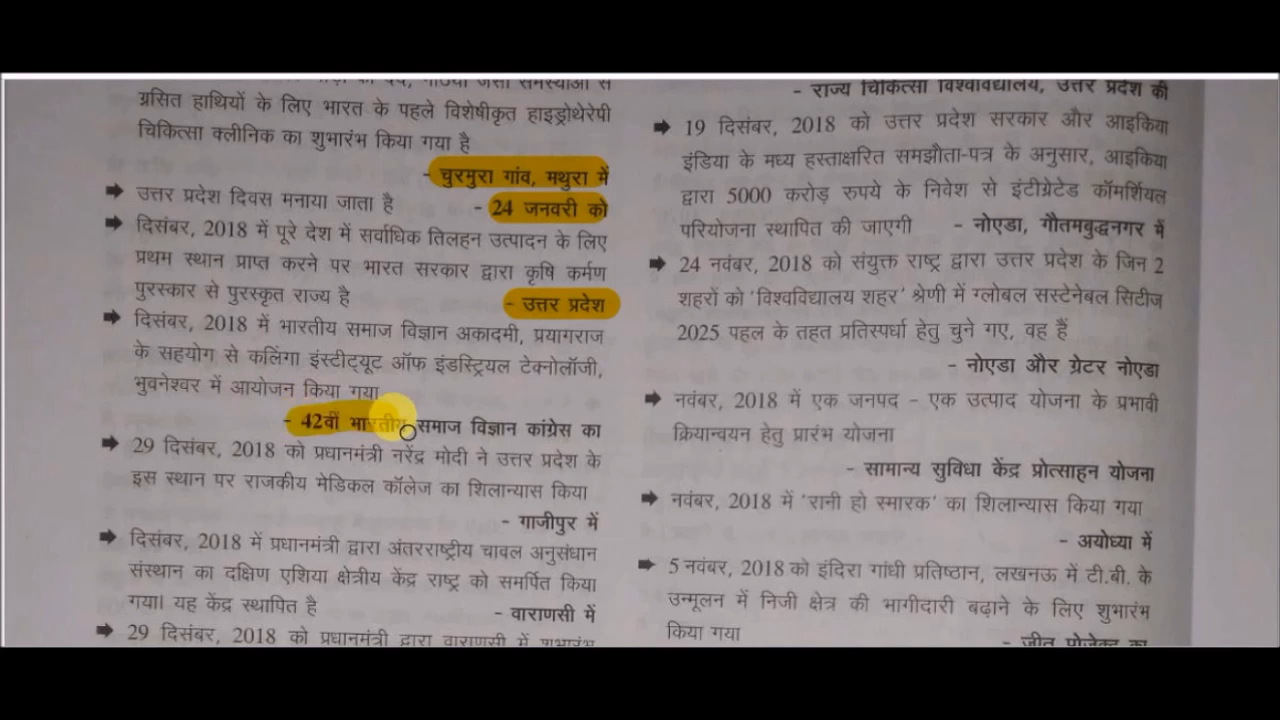 जैसी समस्याओं से
ग्रसित हाथियों के लिए भारत के पहले विशेषीकृत हाइड्रोथेरेपी
चिकित्सा क्लीनिक का शुभारंभ किया गया है
- चुरमुरा गांव, मथुरा में
➡ उत्तर प्रदेश दिवस मनाया जाता है - 24 जनवरी को
➡ दिसंबर, 2018 में पूरे देश में सर्वाधिक तिलहन उत्पादन के लिए
प्रथम स्थान प्राप्त करने पर भारत सरकार द्वारा कृषि कर्मण
पुरस्कार से पुरस्कृत राज्य है - उत्तर प्रदेश
➡ दिसंबर, 2018 में भारतीय समाज विज्ञान अकादमी, प्रयागराज
के सहयोग से कलिंगा इंस्टीट्यूट ऑफ इंडस्ट्रियल टेक्नोलॉजी,
भुवनेश्वर में आयोजन किया गया
- 42वीं भारतीय समाज विज्ञान कांग्रेस का
➡ 29 दिसंबर, 2018 को प्रधानमंत्री नरेंद्र मोदी ने उत्तर प्रदेश के
इस स्थान पर राजकीय मेडिकल कॉलेज का शिलान्यास किया
- गाजीपुर में
➡ दिसंबर, 2018 में प्रधानमंत्री द्वारा अंतरराष्ट्रीय चावल अनुसंधान
संस्थान का दक्षिण एशिया क्षेत्रीय केंद्र राष्ट्र को समर्पित किया
गया। यह केंद्र स्थापित है - वाराणसी में
➡ 29 दिसंबर, 2018 को प्रधानमंत्री द्वारा वाराणसी में शुभारंभ
- राज्य चिकित्सा विश्वविद्यालय, उत्तर प्रदेश की
➡ 19 दिसंबर, 2018 को उत्तर प्रदेश सरकार और आइकिया
इंडिया के मध्य हस्ताक्षरित समझौता-पत्र के अनुसार, आइकिया
द्वारा 5000 करोड़ रुपये के निवेश से इंटीग्रेटेड कॉमर्शियल
परियोजना स्थापित की जाएगी - नोएडा, गौतमबुद्धनगर में
➡ 24 नवंबर, 2018 को संयुक्त राष्ट्र द्वारा उत्तर प्रदेश के जिन 2
शहरों को 'विश्वविद्यालय शहर' श्रेणी में ग्लोबल सस्टेनेबल सिटीज
2025 पहल के तहत प्रतिस्पर्धा हेतु चुने गए, वह हैं
- नोएडा और ग्रेटर नोएडा
➡ नवंबर, 2018 में एक जनपद - एक उत्पाद योजना के प्रभावी
क्रियान्वयन हेतु प्रारंभ योजना
- सामान्य सुविधा केंद्र प्रोत्साहन योजना
➡ नवंबर, 2018 में 'रानी हो स्मारक' का शिलान्यास किया गया
- अयोध्या में
➡ 5 नवंबर, 2018 को इंदिरा गांधी प्रतिष्ठान, लखनऊ में टी.बी. के
उन्मूलन में निजी क्षेत्र की भागीदारी बढ़ाने के लिए शुभारंभ
किया गया - जीत प्रोजेक्ट का